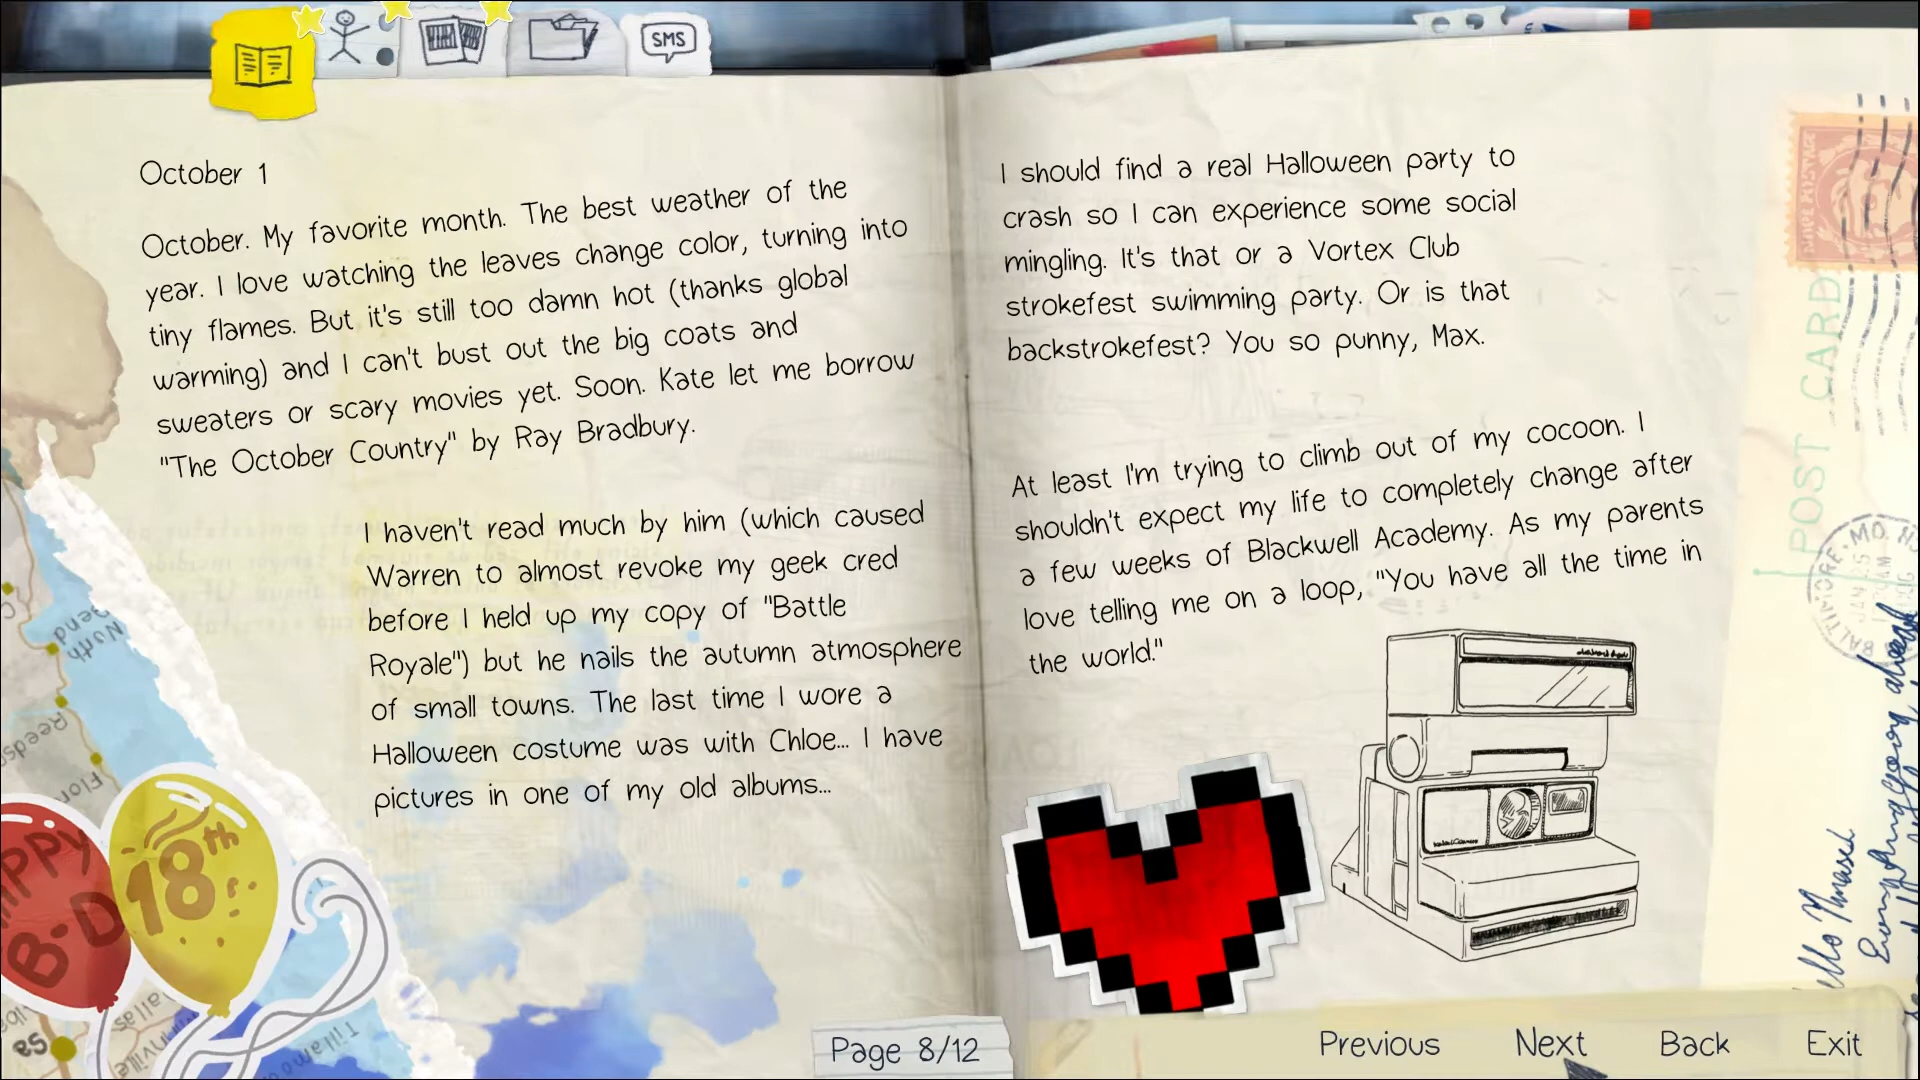 SMS
October 1
October. My favorite month. The best weather of the
year. I love watching the leaves change color, turning into
tiny flames. But it's still too damn hot (thanks global
warming) and I can't bust out the big coats and
sweaters or scary movies yet. Soon. Kate let me borrow
"The October Country" by Ray Bradbury.
I haven't read much by him (which caused
Warren to almost revoke my geek cred
before I held up my copy of "Battle
Royale") but he nails the autumn atmosphere
of small towns. The last time I wore a
Halloween costume was with Chloe... I have
pictures in one of my old albums...
I should find a real Halloween party to
crash so I can experience some social
mingling. It's that or a Vortex Club
strokefest swimming party. Or is that
backstrokefest? You so punny, Max.
At least I'm trying to climb out of my cocoon. I
shouldn't expect my life to completely change after
a few weeks of Blackwell Academy. As my parents
love telling me on a loop, "You have all the time in
the world."
North
Bend
Reedsp
Flor
B-D
18th
Tillamo
POST CARD
BALTIMORE, MD.
Page 8/12
Previous
Next
Back
Exit